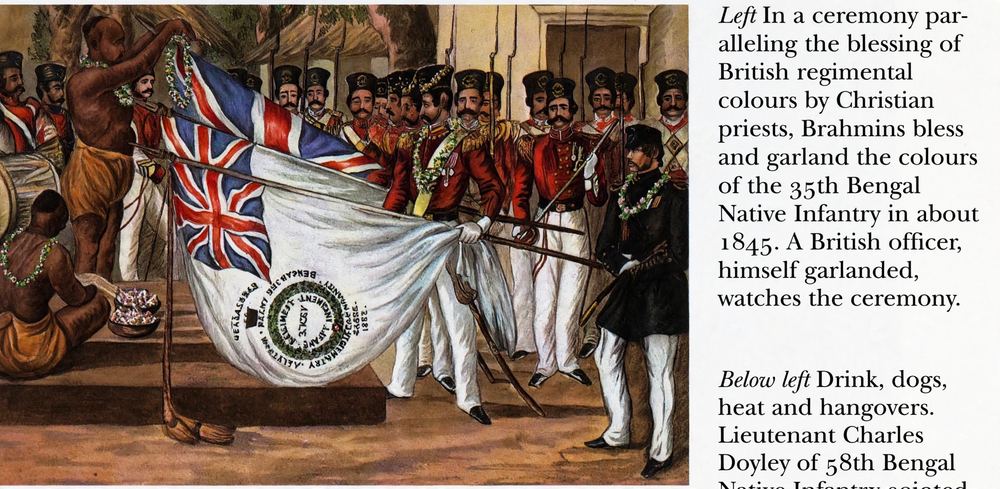 Left In a ceremony par-
alleling the blessing of
British regimental
colours by Christian
priests, Brahmins bless
and garland the colours
of the 35th Bengal
Native Infantry in about
1845. A British officer,
himself garlanded,
watches the ceremony.
Below left Drink, dogs,
heat and hangovers.
Lieutenant Charles
Doyley of 58th Bengal